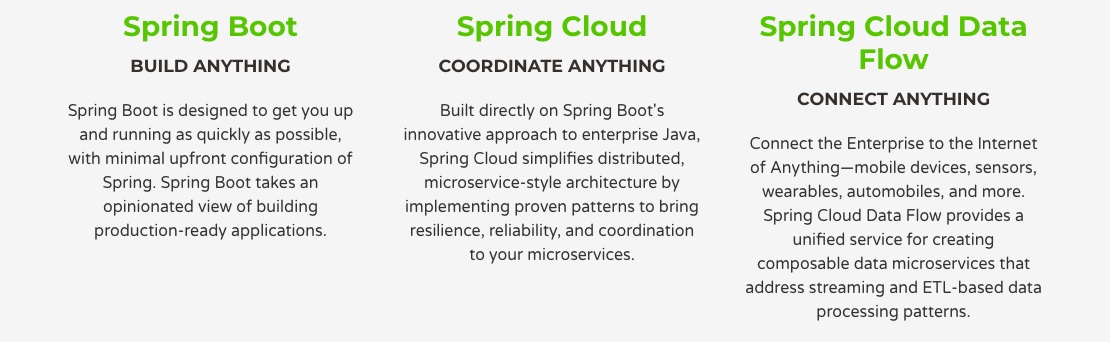 Spring Boot
BUILD ANYTHING
Spring Boot is designed to get you up
and running as quickly as possible,
with minimal upfront configuration of
Spring. Spring Boot takes an
opinionated view of building
production-ready applications.
Spring Cloud
COORDINATE ANYTHING
Built directly on Spring Boot's
innovative approach to enterprise Java,
Spring Cloud simplifies distributed,
microservice-style architecture by
implementing proven patterns to bring
resilience, reliability, and coordination
to your microservices.
Spring Cloud Data
Flow
CONNECT ANYTHING
Connect the Enterprise to the Internet
of Anything—mobile devices, sensors,
wearables, automobiles, and more.
Spring Cloud Data Flow provides a
unified service for creating
composable data microservices that
address streaming and ETL-based data
processing patterns.